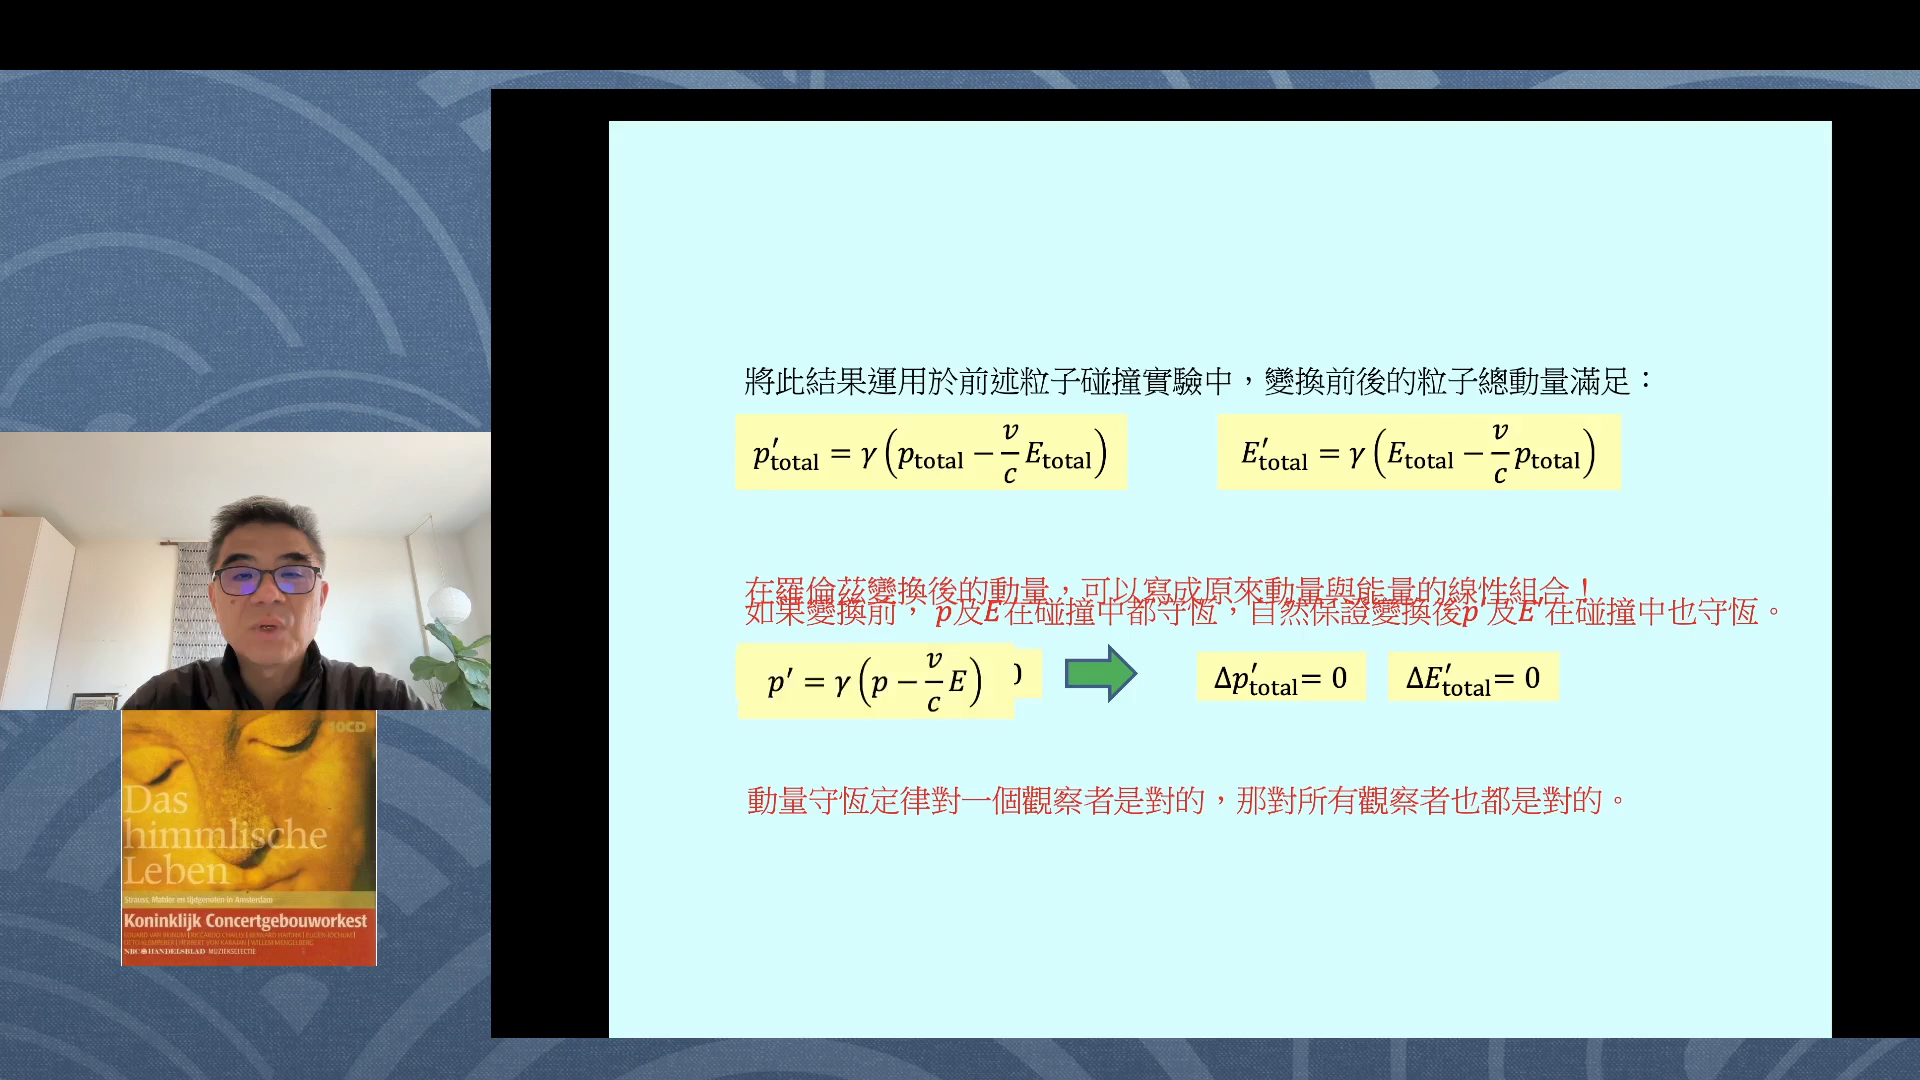 將此結果運用於前述粒子碰撞實驗中，變換前後的粒子總動量滿足：
p′total = γ(ptotal − v/c Etotal)
E′total = γ(Etotal − v/c ptotal)
在羅倫茲變換後的動量，可以寫成原來動量與能量的線性組合！
如果變換前， p及E在碰撞中都守恆，自然保證變換後p′及E′在碰撞中也守恆。
p′ = γ(p − v/c E)
Δp′total= 0
ΔE′total= 0
動量守恆定律對一個觀察者是對的，那對所有觀察者也都是對的。
10CD
Das
himmlische
Leben
Strauss, Mahler en tijdgenoten in Amsterdam
Koninklijk Concertgebouworkest
NRC HANDELSBLAD MUZIEKSELECTIE